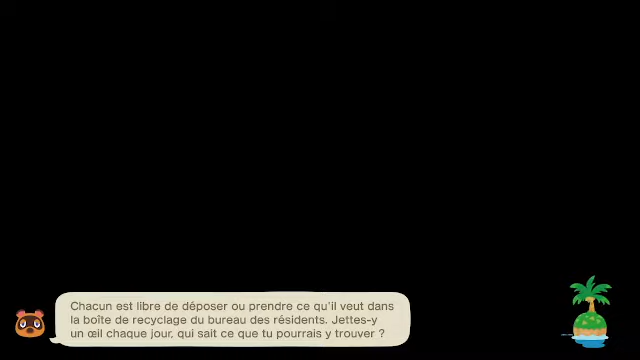 Chacun est libre de déposer ou prendre ce qu'il veut dans
la boîte de recyclage du bureau des résidents. Jettes-y
un œil chaque jour, qui sait ce que tu pourrais y trouver ?